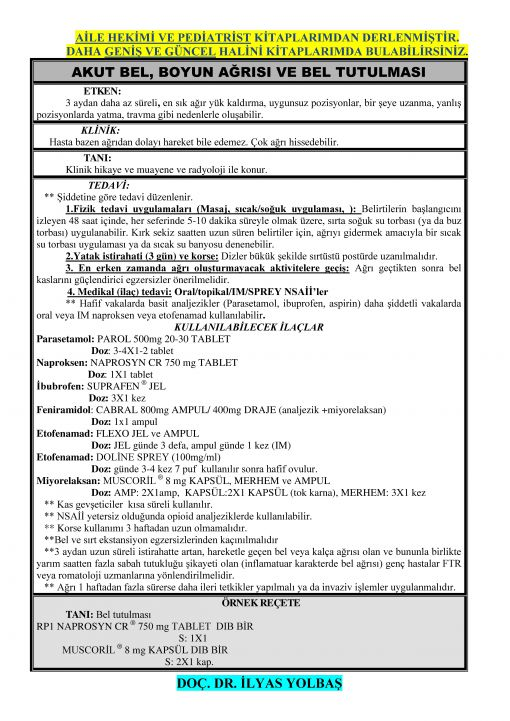 AİLE HEKİMİ VE PEDİATRİST KİTAPLARIMDAN DERLENMİŞTİR.
DAHA GENİŞ VE GÜNCEL HALİNİ KİTAPLARIMDA BULABİLİRSİNİZ.
AKUT BEL, BOYUN AĞRISI VE BEL TUTULMASI
ETKEN:
3 aydan daha az süreli, en sık ağır yük kaldırma, uygunsuz pozisyonlar, bir şeye uzanma, yanlış
pozisyonlarda yatma, travma gibi nedenlerle oluşabilir.
KLİNİK:
Hasta bazen ağrıdan dolayı hareket bile edemez. Çok ağrı hissedebilir.
TANI:
Klinik hikaye ve muayene ve radyoloji ile konur.
TEDAVİ:
** Şiddetine göre tedavi düzenlenir.
1.Fizik tedavi uygulamaları (Masaj, sıcak/soğuk uygulaması, ): Belirtilerin başlangıcını
izleyen 48 saat içinde, her seferinde 5-10 dakika süreyle olmak üzere, sırta soğuk su torbası (ya da buz
torbası) uygulanabilir. Kırk sekiz saatten uzun süren belirtiler için, ağrıyı gidermek amacıyla bir sıcak
su torbası uygulaması ya da sıcak su banyosu denenebilir.
2.Yatak istirahati (3 gün) ve korse: Dizler bükük şekilde sırtüstü postürde uzanılmalıdır.
3. En erken zamanda ağrı oluşturmayacak aktivitelere geçiş: Ağrı geçtikten sonra bel
kaslarını güçlendirici egzersizler önerilmelidir.
4. Medikal (ilaç) tedavi: Oral/topikal/IM/SPREY NSAİİ'ler
** Hafif vakalarda basit analjezikler (Parasetamol, ibuprofen, aspirin) daha şiddetli vakalarda
oral veya IM naproksen veya etofenamad kullanılabilir.
KULLANILABİLECEK İLAÇLAR
Parasetamol: PAROL 500mg 20-30 TABLET
Doz: 3-4X1-2 tablet
Naproksen: NAPROSYN CR 750 mg TABLET
Doz: 1X1 tablet
İbubrofen: SUPRAFEN ® JEL
Doz: 3X1 kez
Feniramidol: CABRAL 800mg AMPUL/ 400mg DRAJE (analjezik +miyorelaksan)
Doz: 1x1 ampul
Etofenamad: FLEXO JEL ve AMPUL
Doz: JEL günde 3 defa, ampul günde 1 kez (IM)
Etofenamad: DOLİNE SPREY (100mg/ml)
Doz: günde 3-4 kez 7 puf kullanılır sonra hafif ovulur.
Miyorelaksan: MUSCORİL ® 8 mg KAPSÜL, MERHEM ve AMPUL
Doz: AMP: 2X1amp, KAPSÜL:2X1 KAPSÜL (tok karna), MERHEM: 3X1 kez
** Kas gevşeticiler kısa süreli kullanılır.
** NSAİİ yetersiz olduğunda opioid analjeziklerde kullanılabilir.
** Korse kullanımı 3 haftadan uzun olmamalıdır.
**Bel ve sırt ekstansiyon egzersizlerinden kaçınılmalıdır
**3 aydan uzun süreli istirahatte artan, hareketle geçen bel veya kalça ağrısı olan ve bununla birlikte
yarım saatten fazla sabah tutukluğu şikayeti olan (inflamatuar karakterde bel ağrısı) genç hastalar FTR
veya romatoloji uzmanlarına yönlendirilmelidir.
** Ağrı 1 haftadan fazla sürerse daha ileri tetkikler yapılmalı ya da invaziv işlemler uygulanmalıdır.
ÖRNEK REÇETE
TANI: Bel tutulması
RP1 NAPROSYN CR ® 750 mg TABLET DIB BİR
S: 1X1
MUSCORİL ® 8 mg KAPSÜL DIB BİR
S: 2X1 kap.
DOÇ. DR. İLYAS YOLBAŞ